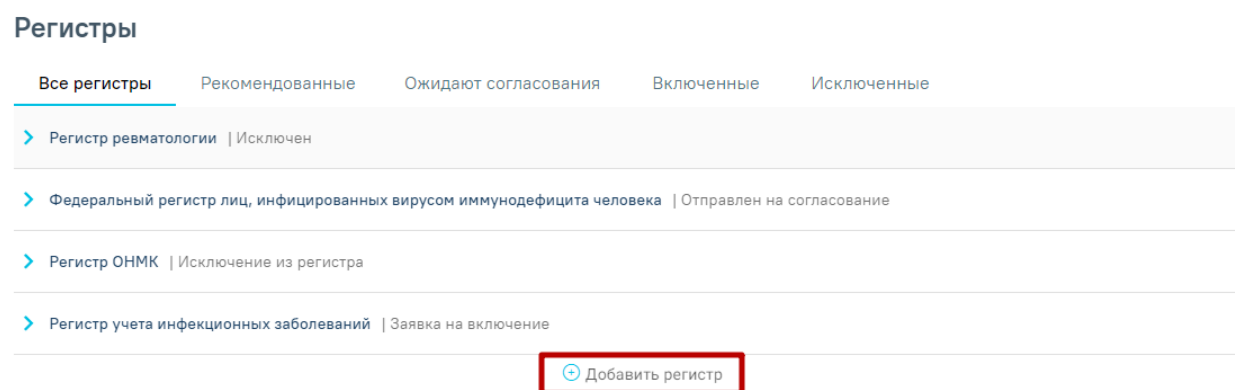 Регистры
Все регистры Рекомендованные Ожидают согласования Включенные Исключенные
Регистр ревматологии | Исключен
Федеральный регистр лиц, инфицированных вирусом иммунодефицита человека | Отправлен на согласование
Регистр ОНМК | Исключение из регистра
Регистр учета инфекционных заболеваний | Заявка на включение
Добавить регистр